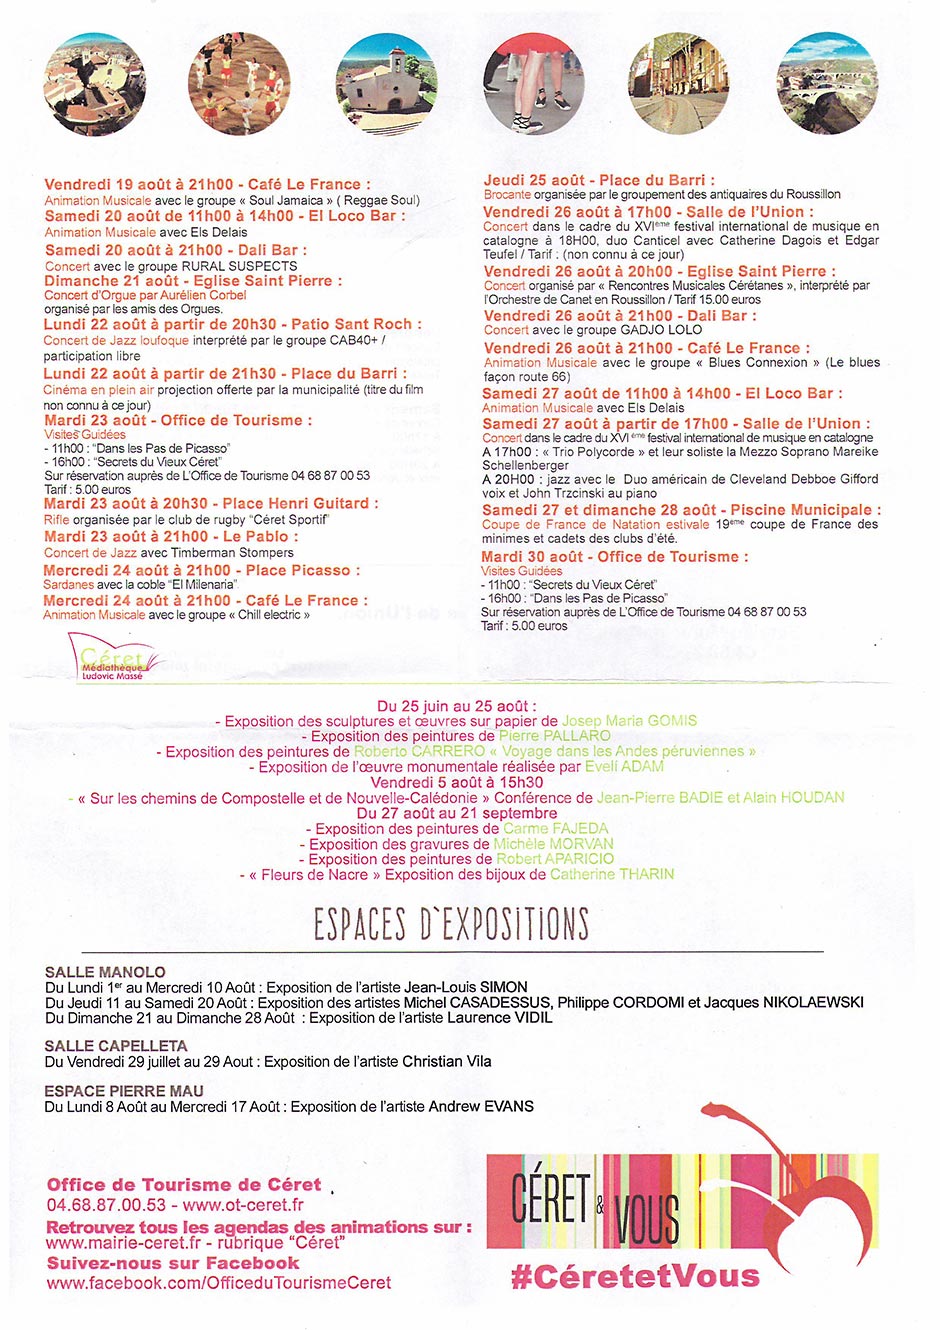 Vendredi 19 août à 21h00 - Café Le France :
Animation Musicale avec le groupe « Soul Jamaica » ( Reggae Soul)
Samedi 20 août de 11h00 à 14h00 - El Loco Bar :
Animation Musicale avec Els Delais
Samedi 20 août à 21h00 - Dali Bar :
Concert avec le groupe RURAL SUSPECTS
Dimanche 21 août - Eglise Saint Pierre :
Concert d'Orgue par Aurélien Corbel
organisé par les amis des Orgues.
Lundi 22 août à partir de 20h30 - Patio Sant Roch :
Concert de Jazz loufoque interprété par le groupe CAB40+ /
participation libre
Lundi 22 août à partir de 21h30 - Place du Barri :
Cinéma en plein air projection offerte par la municipalité (titre du film
non connu à ce jour)
Mardi 23 août - Office de Tourisme :
Visites Guidées
- 11h00 : "Dans les Pas de Picasso"
- 16h00 : "Secrets du Vieux Céret"
Sur réservation auprès de L'Office de Tourisme 04 68 87 00 53
Tarif : 5.00 euros
Mardi 23 août à 20h30 - Place Henri Guitard :
Rifle organisée par le club de rugby "Céret Sportif"
Mardi 23 août à 21h00 - Le Pablo :
Concert de Jazz avec Timberman Stompers
Mercredi 24 août à 21h00 - Place Picasso :
Sardanes avec la coble "El Milenaria"
Mercredi 24 août à 21h00 - Café Le France :
Animation Musicale avec le groupe « Chill electric »
Jeudi 25 août - Place du Barri :
Brocante organisée par le groupement des antiquaires du Roussillon
Vendredi 26 août à 17h00 - Salle de l'Union :
Concert dans le cadre du XVIème festival international de musique en
catalogne à 18H00, duo Canticel avec Catherine Dagois et Edgar
Teufel / Tarif : (non connu à ce jour)
Vendredi 26 août à 20h00 - Eglise Saint Pierre :
Concert organisé par « Rencontres Musicales Cérétanes », interprété par
l'Orchestre de Canet en Roussillon / Tarif 15.00 euros
Vendredi 26 août à 21h00 - Dali Bar :
Concert avec le groupe GADJO LOLO
Vendredi 26 août à 21h00 - Café Le France :
Animation Musicale avec le groupe « Blues Connexion » (Le blues
façon route 66)
Samedi 27 août de 11h00 à 14h00 - El Loco Bar :
Animation Musicale avec Els Delais
Samedi 27 août à partir de 17h00 - Salle de l'Union :
Concert dans le cadre du XVI ème festival international de musique en catalogne
A 17h00 : « Trio Polycorde » et leur soliste la Mezzo Soprano Mareike
Schellenberger
A 20H00 : jazz avec le Duo américain de Cleveland Debboe Gifford
voix et John Trzcinski au piano
Samedi 27 et dimanche 28 août - Piscine Municipale :
Coupe de France de Natation estivale 19ème coupe de France des
minimes et cadets des clubs d'été.
Mardi 30 août - Office de Tourisme :
Visites Guidées
- 11h00 : "Secrets du Vieux Céret"
- 16h00 : "Dans les Pas de Picasso"
Sur réservation auprès de L'Office de Tourisme 04 68 87 00 53
Tarif : 5.00 euros
Céret
Médiathèque
Ludovic Massé
Du 25 juin au 25 août :
- Exposition des sculptures et œuvres sur papier de Josep Maria GOMIS
- Exposition des peintures de Pierre PALLARO
- Exposition des peintures de Roberto CARRERO « Voyage dans les Andes péruviennes »
- Exposition de l'œuvre monumentale réalisée par Evelí ADAM
Vendredi 5 août à 15h30
- « Sur les chemins de Compostelle et de Nouvelle-Calédonie » Conférence de Jean-Pierre BADIE et Alain HOUDAN
Du 27 août au 21 septembre
- Exposition des peintures de Carme FAJEDA
- Exposition des gravures de Michèle MORVAN
- Exposition des peintures de Robert APARICIO
- « Fleurs de Nacre » Exposition des bijoux de Catherine THARIN
ESPACES D'EXPOSITIONS
SALLE MANOLO
Du Lundi 1er au Mercredi 10 Août : Exposition de l'artiste Jean-Louis SIMON
Du Jeudi 11 au Samedi 20 Août : Exposition des artistes Michel CASADESSUS, Philippe CORDOMI et Jacques NIKOLAEWSKI
Du Dimanche 21 au Dimanche 28 Août : Exposition de l'artiste Laurence VIDIL
SALLE CAPELLETA
Du Vendredi 29 juillet au 29 Aout : Exposition de l'artiste Christian Vila
ESPACE PIERRE MAU
Du Lundi 8 Août au Mercredi 17 Août : Exposition de l'artiste Andrew EVANS
Office de Tourisme de Céret
04.68.87.00.53 - www.ot-ceret.fr
Retrouvez tous les agendas des animations sur :
www.mairie-ceret.fr - rubrique "Céret"
Suivez-nous sur Facebook
www.facebook.com/OfficeduTourismeCeret
CÉRET & VOUS
#CéretetVous